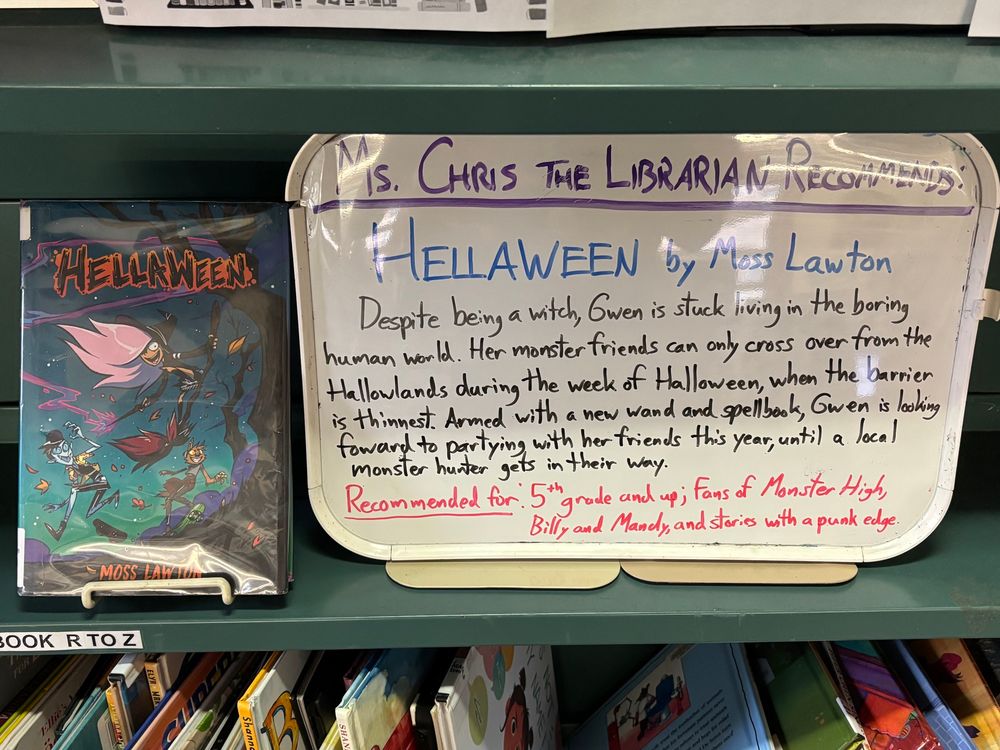 Ms. CHRIS THE LIBRARIAN RECOMMENDS:
HELLAWEEN by Moss Lawton
Despite being a witch, Gwen is stuck living in the boring
human world. Her monster friends can only cross over from the
Hallowlands during the week of Halloween, when the barrier
is thinnest. Armed with a new wand and spellbook, Gwen is looking
foward to partying with her friends this year, until a local
monster hunter gets in their way.
Recommended for: 5th grade and up; Fans of Monster High,
Billy and Mandy, and stories with a punk edge.
HELLAWEEN
MOSS LAWTON
BOOK R TO Z